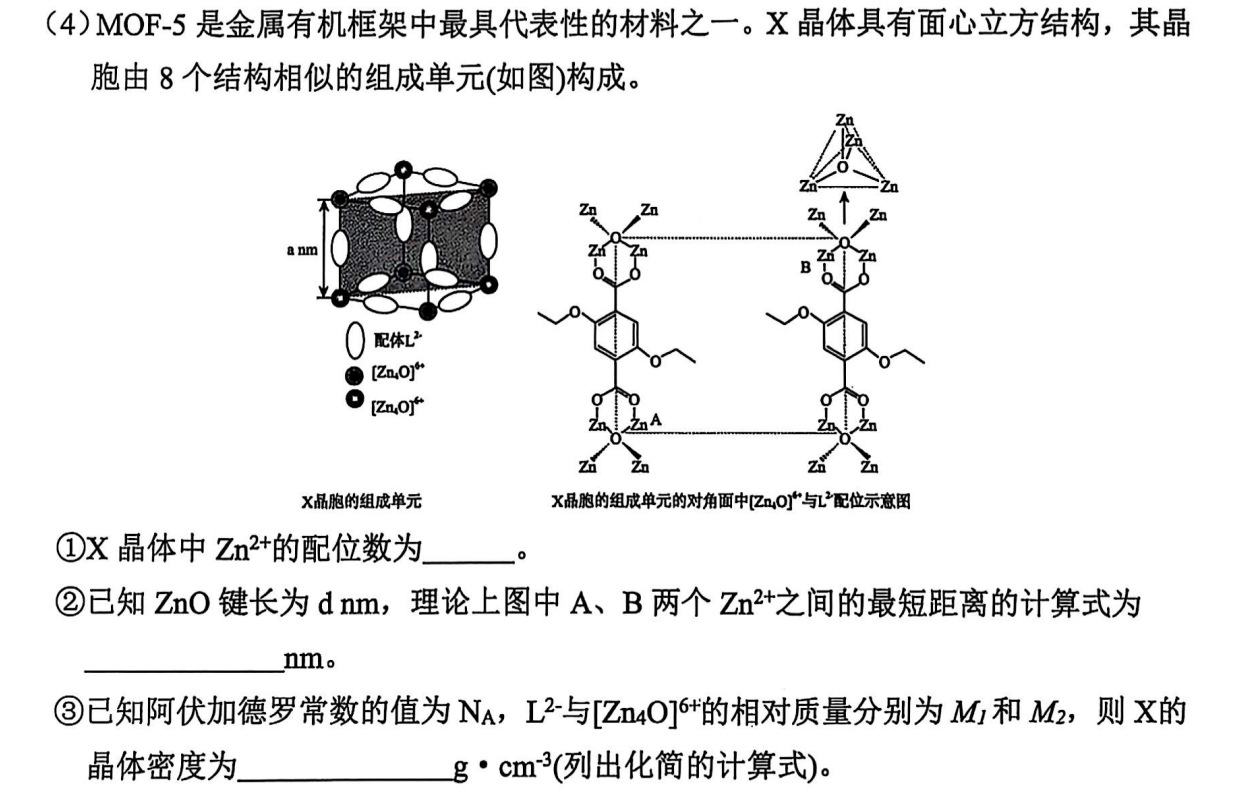 (4) MOF-5 是金属有机框架中最具代表性的材料之一。X 晶体具有面心立方结构，其晶
胞由 8 个结构相似的组成单元(如图)构成。
Zn
Zn
O
Zn Zn
a nm
配体L²⁻
[Zn₄O]⁶⁺
[Zn₄O]⁶⁺
Zn Zn
O
Zn Zn
O O
O
O
O O
Zn Zn A
O
Zn Zn
Zn Zn
O
Zn Zn
B
O O
O
O
O O
Zn Zn
O
Zn Zn
X晶胞的组成单元
X晶胞的组成单元的对角面中[Zn₄O]⁶⁺与L²⁻配位示意图
①X 晶体中 Zn²⁺的配位数为______。
②已知 ZnO 键长为 d nm，理论上图中 A、B 两个 Zn²⁺之间的最短距离的计算式为
______________nm。
③已知阿伏加德罗常数的值为 N_A，L²⁻与[Zn₄O]⁶⁺的相对质量分别为 M₁ 和 M₂，则 X的
晶体密度为______________g・cm⁻³(列出化简的计算式)。